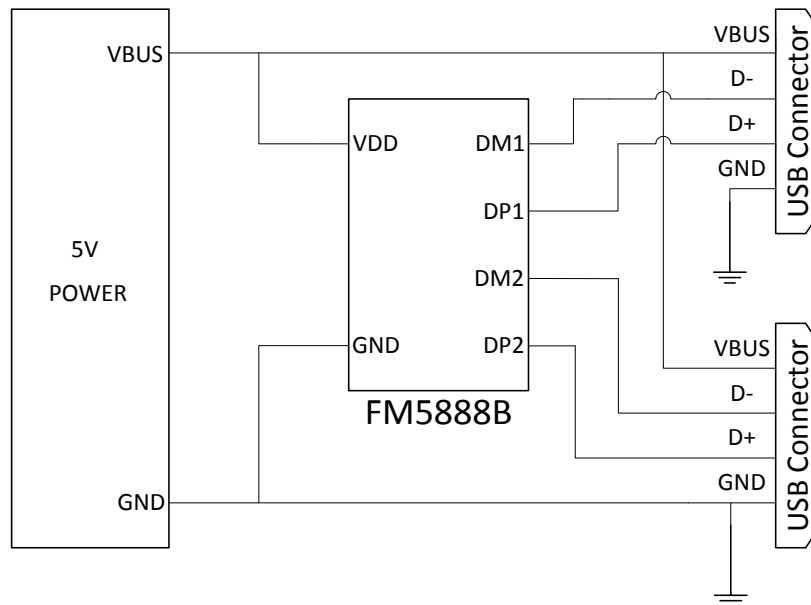 5V
POWER
VBUS
GND
VDD
GND
DM1
DP1
DM2
DP2
FM5888B
VBUS
D-
D+
GND
USB Connector
VBUS
D-
D+
GND
USB Connector